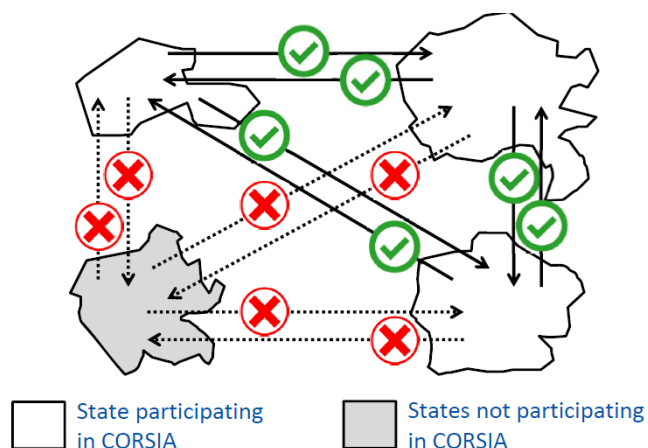 State participating
in CORSIA
States not participating
in CORSIA